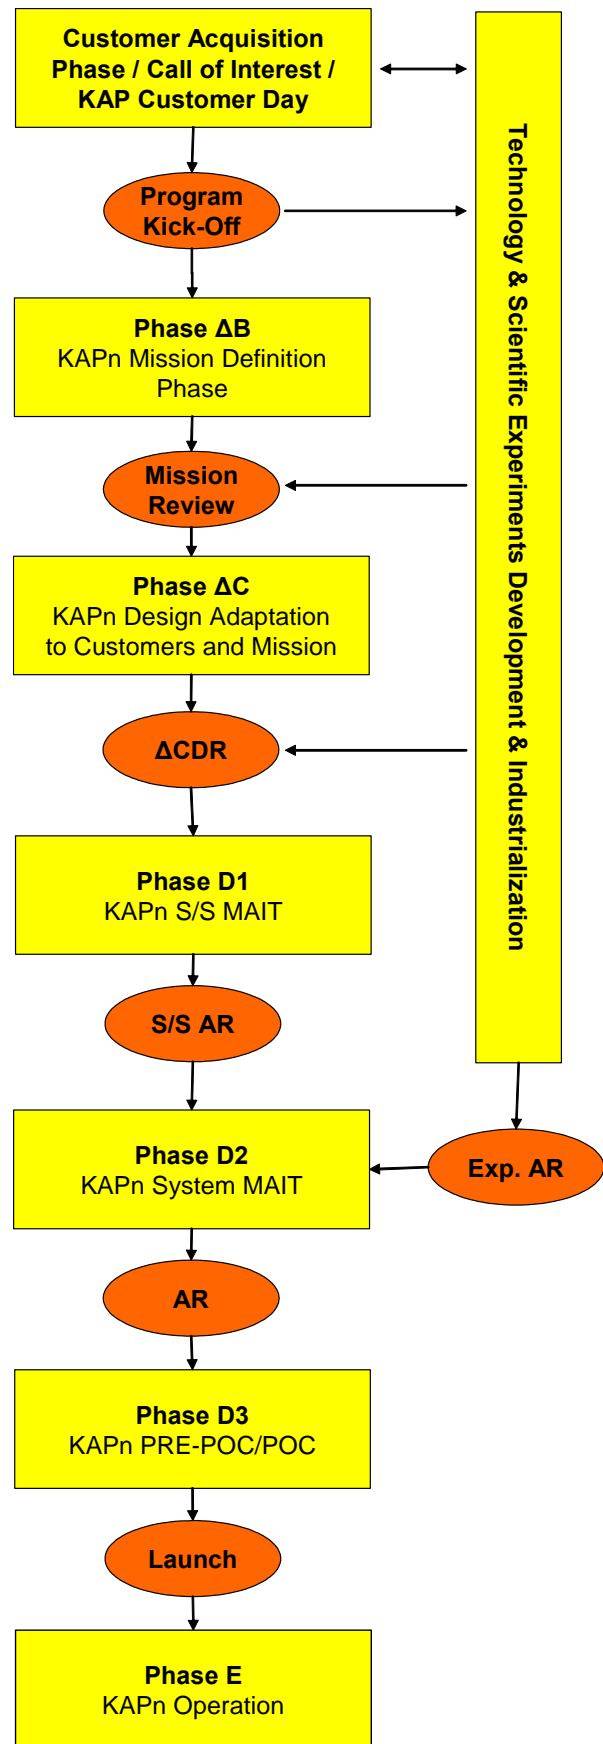 Customer Acquisition
Phase / Call of Interest /
KAP Customer Day
Technology & Scientific Experiments Development & Industrialization
Program
Kick-Off
Phase ΔB
KAPn Mission Definition
Phase
Mission
Review
Phase ΔC
KAPn Design Adaptation
to Customers and Mission
ΔCDR
Phase D1
KAPn S/S MAIT
S/S AR
Phase D2
KAPn System MAIT
Exp. AR
AR
Phase D3
KAPn PRE-POC/POC
Launch
Phase E
KAPn Operation